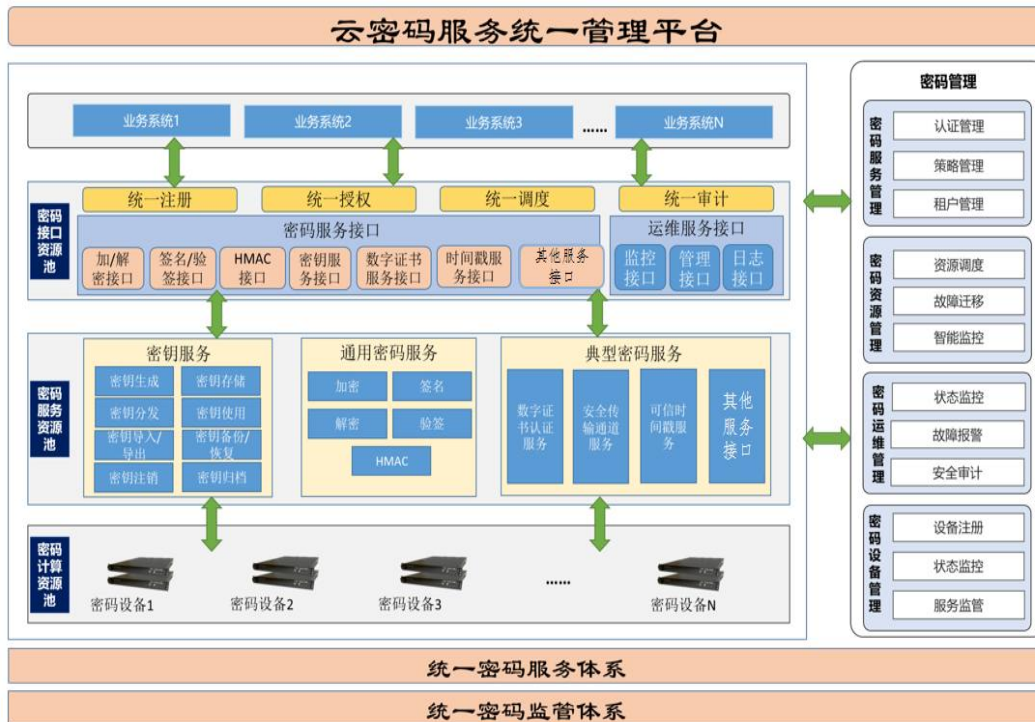 云密码服务统一管理平台
业务系统1
业务系统2
业务系统3
......
业务系统N
密码
接口
资源
池
统一注册
统一授权
统一调度
统一审计
密码服务接口
加/解
密接口
签名/验
签接口
HMAC
接口
密钥服
务接口
数字证书
服务接口
时间戳服
务接口
其他服务
接口
运维服务接口
监控
接口
管理
接口
日志
接口
密码
服务
资源
池
密钥服务
密钥生成
密钥存储
密钥分发
密钥使用
密钥导入/
导出
密钥备份/
恢复
密钥注销
密钥归档
通用密码服务
加密
签名
解密
验签
HMAC
典型密码服务
数字证
书认证
服务
安全传
输通道
服务
可信时
间戳服
务
其他
服务
接口
密码
计算
资源
池
密码设备1
密码设备2
密码设备3
......
密码设备N
密码管理
密码服务管理
认证管理
策略管理
租户管理
密码资源管理
资源调度
故障迁移
智能监控
密码运维管理
状态监控
故障报警
安全审计
密码设备管理
设备注册
状态监控
服务监管
统一密码服务体系
统一密码监管体系